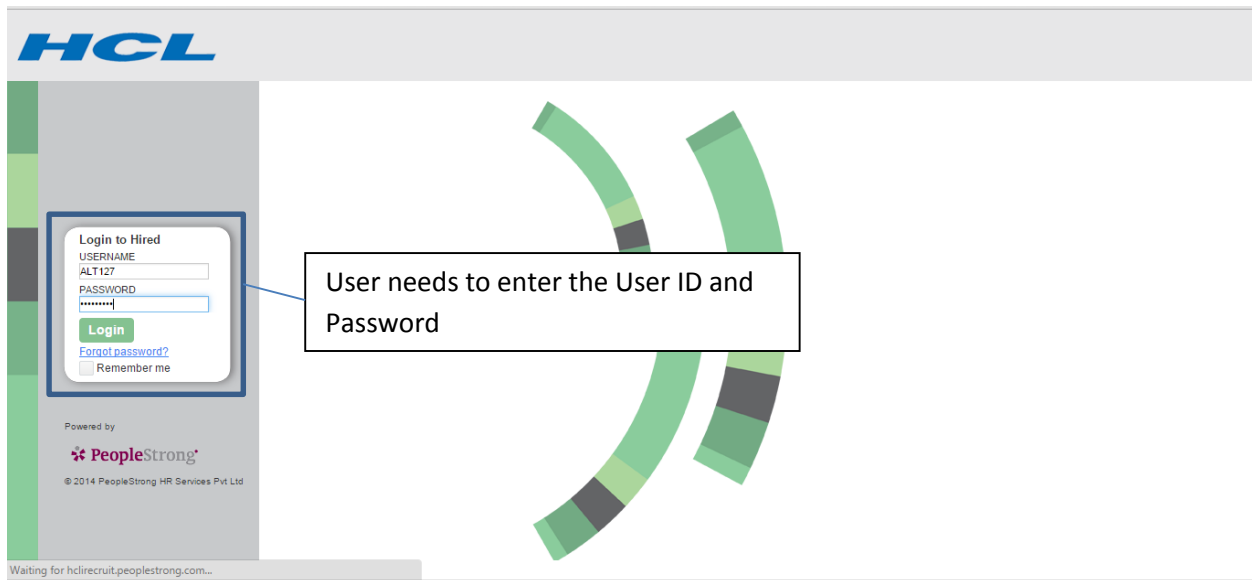 HCL
Login to Hired
USERNAME
ALT127
PASSWORD
•••••••••
Login
Forgot password?
Remember me
User needs to enter the User ID and
Password
Powered by
PeopleStrong
© 2014 PeopleStrong HR Services Pvt Ltd
Waiting for hclirecruit.peoplestrong.com...